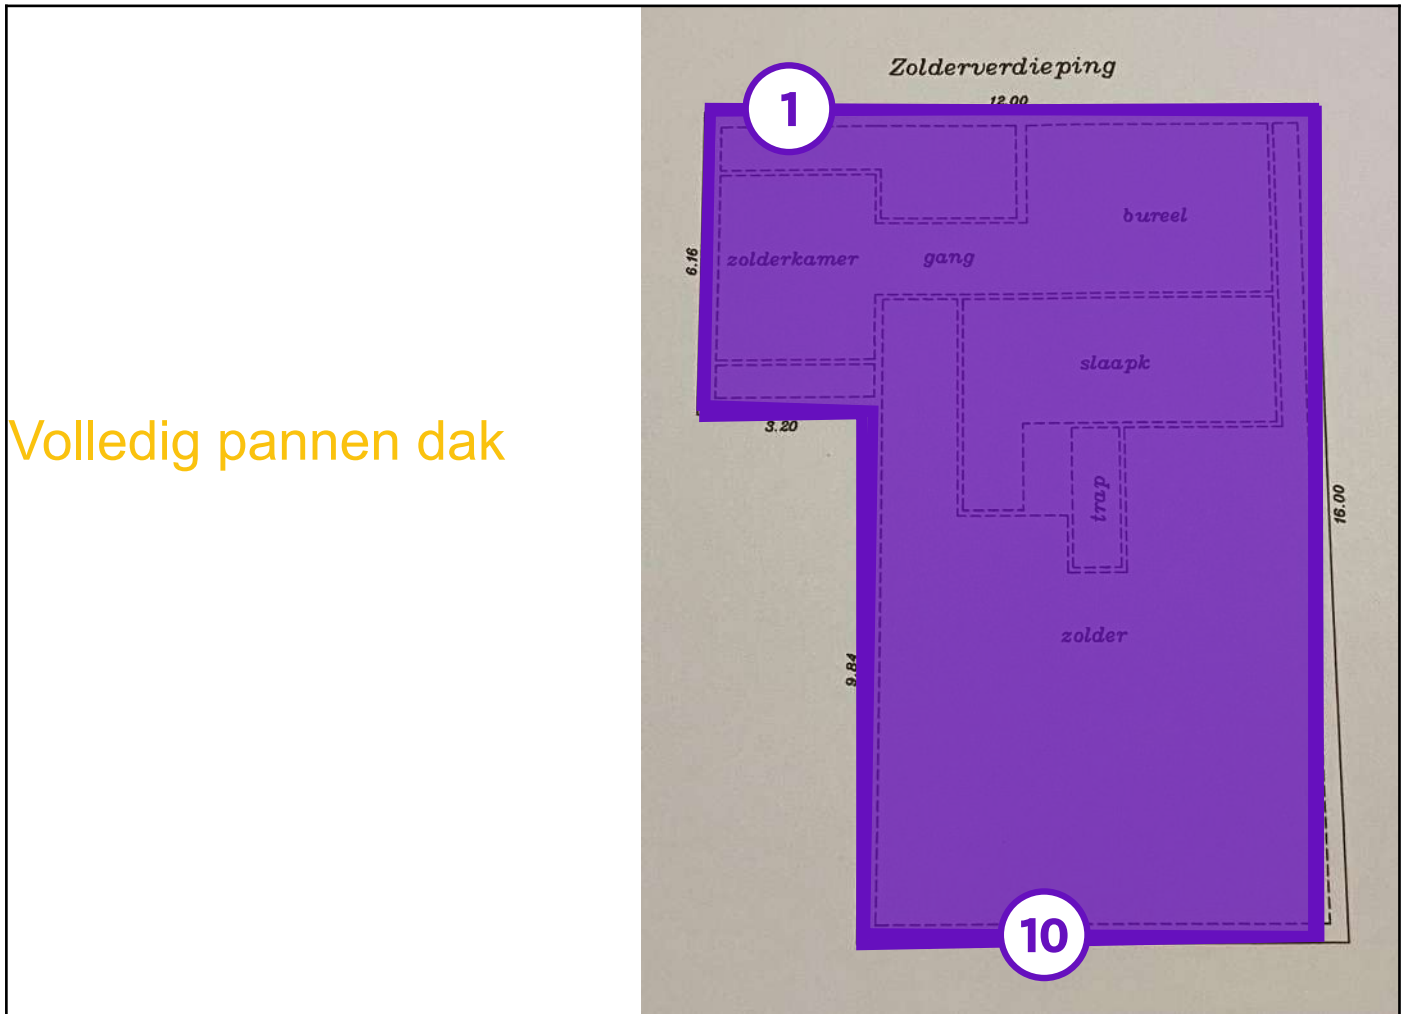 Zolderverdieping
12.00
1
bureel
zolderkamer
gang
6.16
slaapk
3.20
Volledig pannen dak
trap
16.00
zolder
9.84
10